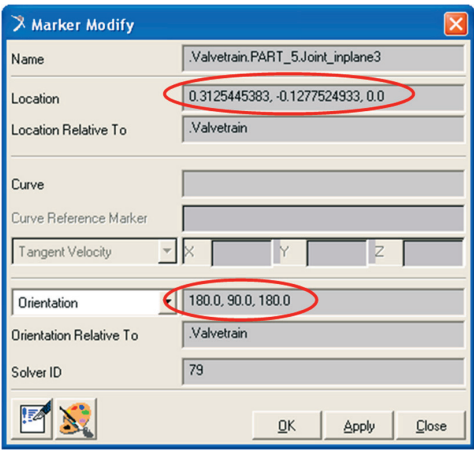 Marker Modify
Name .Valvetrain.PART_5.Joint_inplane3
Location 0.3125445383, -0.1277524933, 0.0
Location Relative To .Valvetrain
Curve
Curve Reference Marker
Tangent Velocity X Y Z
Orientation 180.0, 90.0, 180.0
Orientation Relative To .Valvetrain
Solver ID 79
OK Apply Close